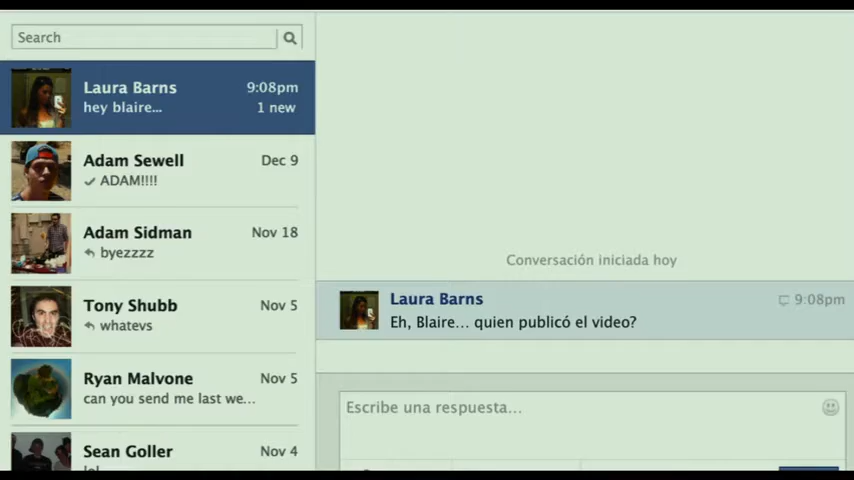 Search
Laura Barns 9:08pm
hey blaire... 1 new
Adam Sewell Dec 9
ADAM!!!!
Adam Sidman Nov 18
byezzzz
Tony Shubb Nov 5
whatevs
Ryan Malvone Nov 5
can you send me last we...
Sean Goller Nov 4
lol
Conversación iniciada hoy
Laura Barns 9:08pm
Eh, Blaire... quien publicó el video?
Escribe una respuesta...